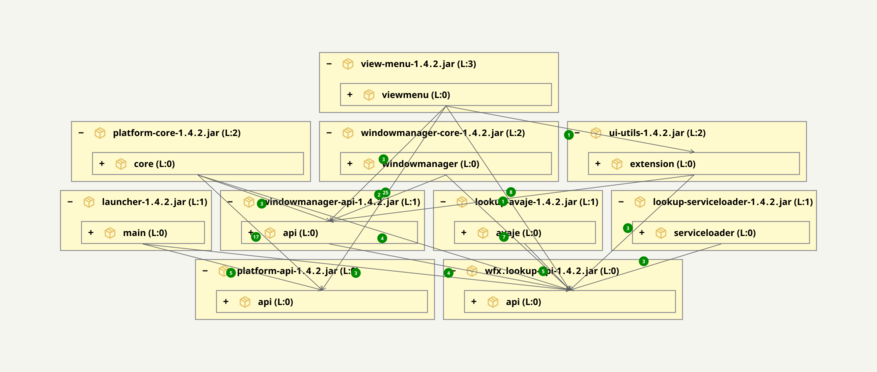 − view-menu-1.4.2.jar (L:3)
+ viewmenu (L:0)
− platform-core-1.4.2.jar (L:2)
− windowmanager-core-1.4.2.jar (L:2)
− ui-utils-1.4.2.jar (L:2)
+ core (L:0)
+ windowmanager (L:0)
+ extension (L:0)
− launcher-1.4.2.jar (L:1)
− windowmanager-api-1.4.2.jar (L:1)
− lookup-avaje-1.4.2.jar (L:1)
− lookup-serviceloader-1.4.2.jar (L:1)
+ main (L:0)
+ api (L:0)
+ avaje (L:0)
+ serviceloader (L:0)
− platform-api-1.4.2.jar (L:0)
− wfx.lookup-api-1.4.2.jar (L:0)
+ api (L:0)
+ api (L:0)